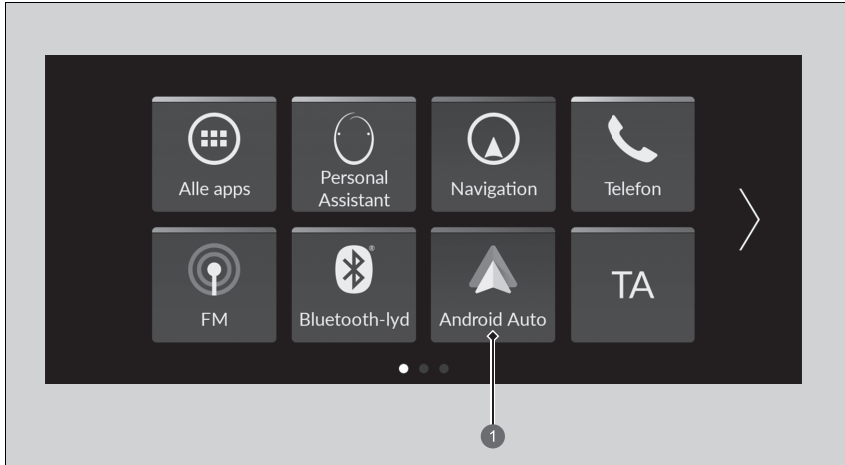 Alle apps
Personal
Assistant
Navigation
Telefon
FM
Bluetooth-lyd
Android Auto
TA
1